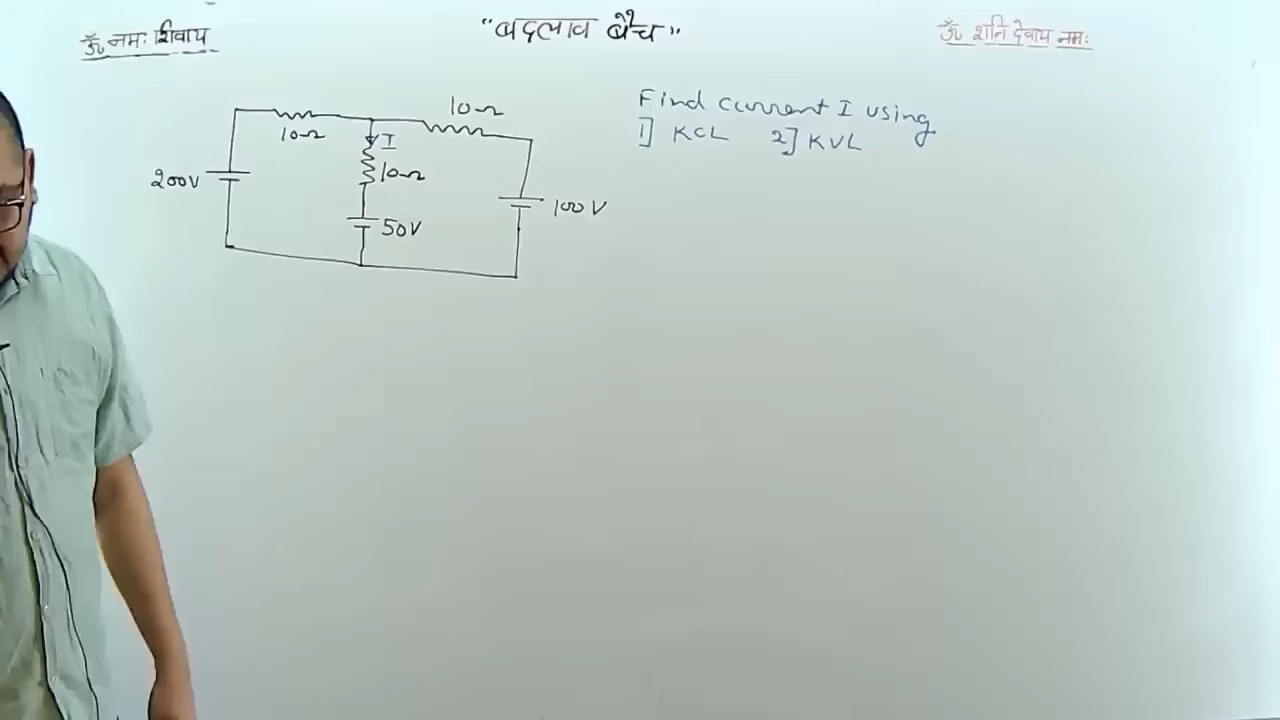 ॐ नमः शिवाय
"बदलाव बैच"
ॐ शनि देवाय नमः
Find current I using
1] KCL 2] KVL
10Ω
10Ω
I
10Ω
200V
50V
100V